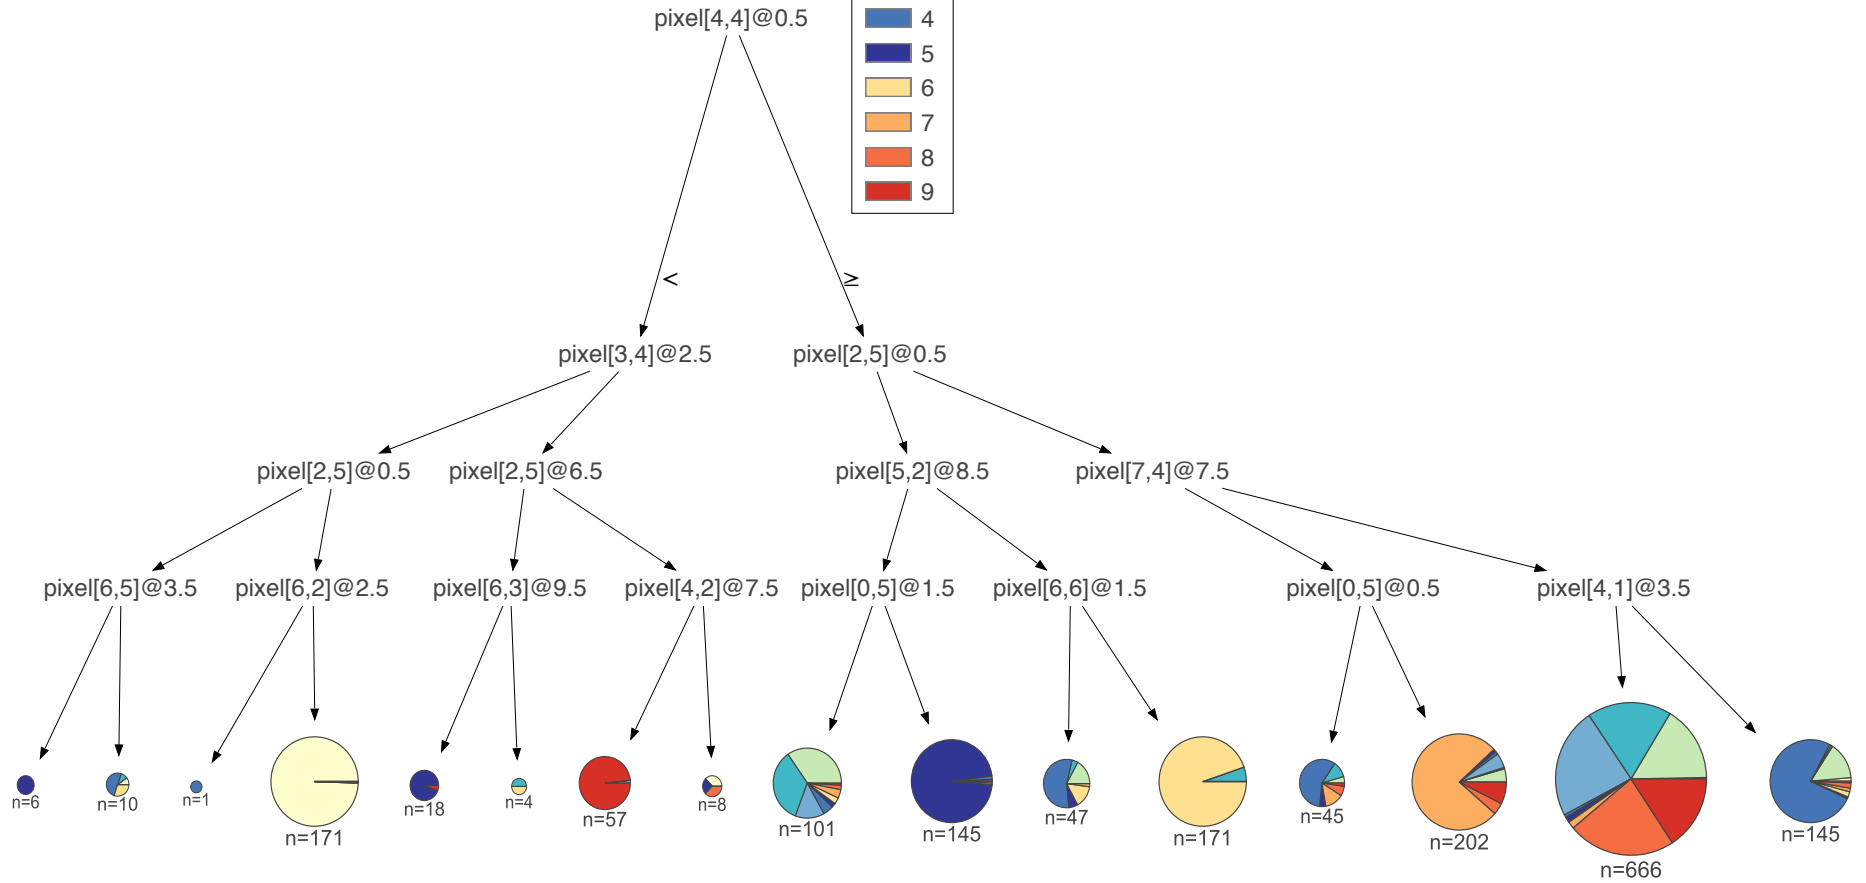 pixel[4,4]@0.5
4
5
6
7
8
9
<
≥
pixel[3,4]@2.5
pixel[2,5]@0.5
pixel[2,5]@0.5
pixel[2,5]@6.5
pixel[5,2]@8.5
pixel[7,4]@7.5
pixel[6,5]@3.5
pixel[6,2]@2.5
pixel[6,3]@9.5
pixel[4,2]@7.5
pixel[0,5]@1.5
pixel[6,6]@1.5
pixel[0,5]@0.5
pixel[4,1]@3.5
n=6
n=10
n=1
n=171
n=18
n=4
n=57
n=8
n=101
n=145
n=47
n=171
n=45
n=202
n=666
n=145